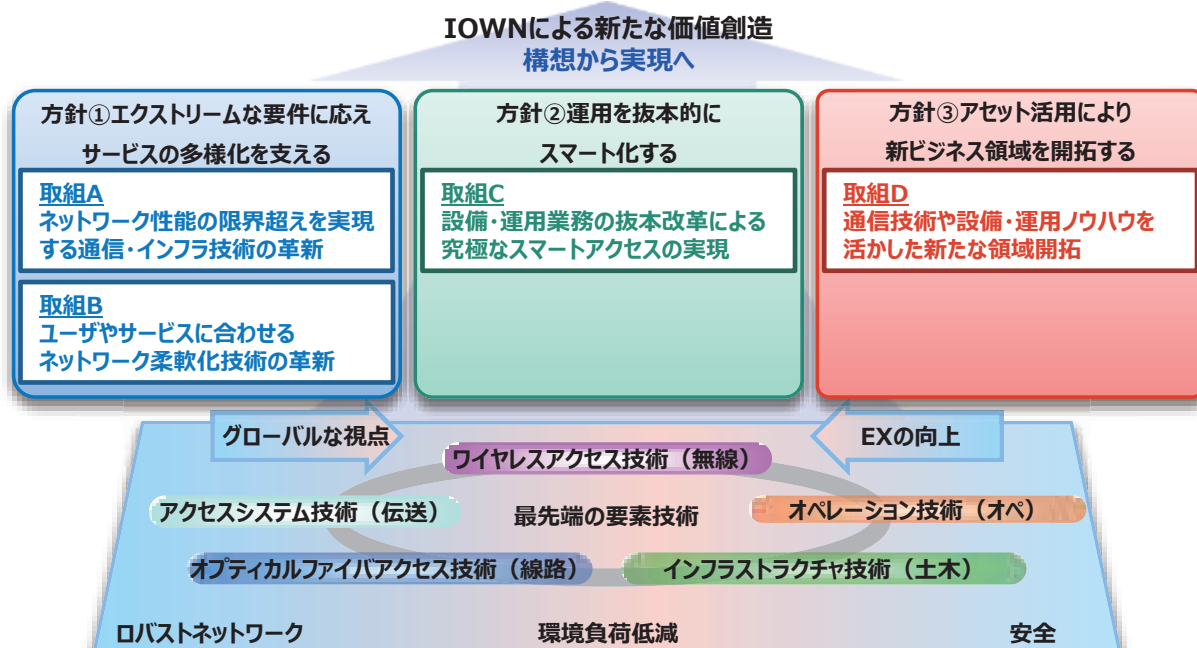 IOWNによる新たな価値創造
構想から実現へ
方針①エクストリームな要件に応え
サービスの多様化を支える
取組A
ネットワーク性能の限界超えを実現
する通信・インフラ技術の革新
取組B
ユーザやサービスに合わせる
ネットワーク柔軟化技術の革新
方針②運用を抜本的に
スマート化する
取組C
設備・運用業務の抜本改革による
究極なスマートアクセスの実現
方針③アセット活用により
新ビジネス領域を開拓する
取組D
通信技術や設備・運用ノウハウを
活かした新たな領域開拓
グローバルな視点
EXの向上
ワイヤレスアクセス技術（無線）
アクセスシステム技術（伝送）
最先端の要素技術
オペレーション技術（オペ）
オプティカルファイバアクセス技術（線路）
インフラストラクチャ技術（土木）
ロバストネットワーク
環境負荷低減
安全